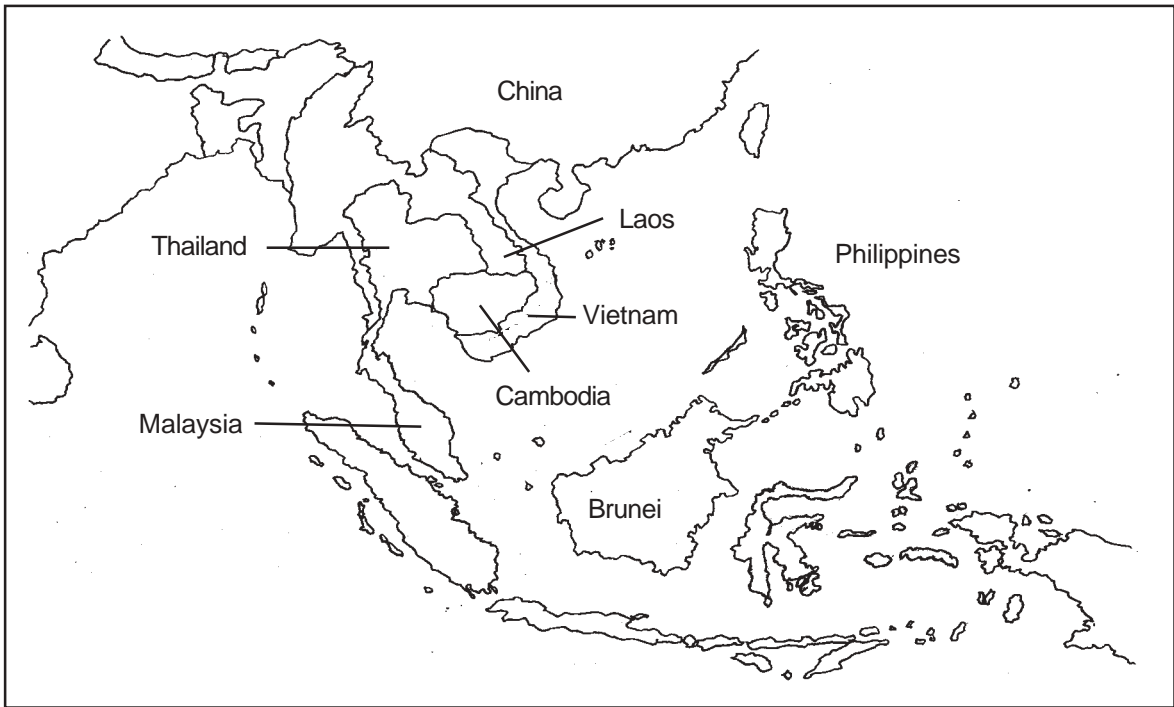 China
Laos
Thailand
Philippines
Vietnam
Cambodia
Malaysia
Brunei